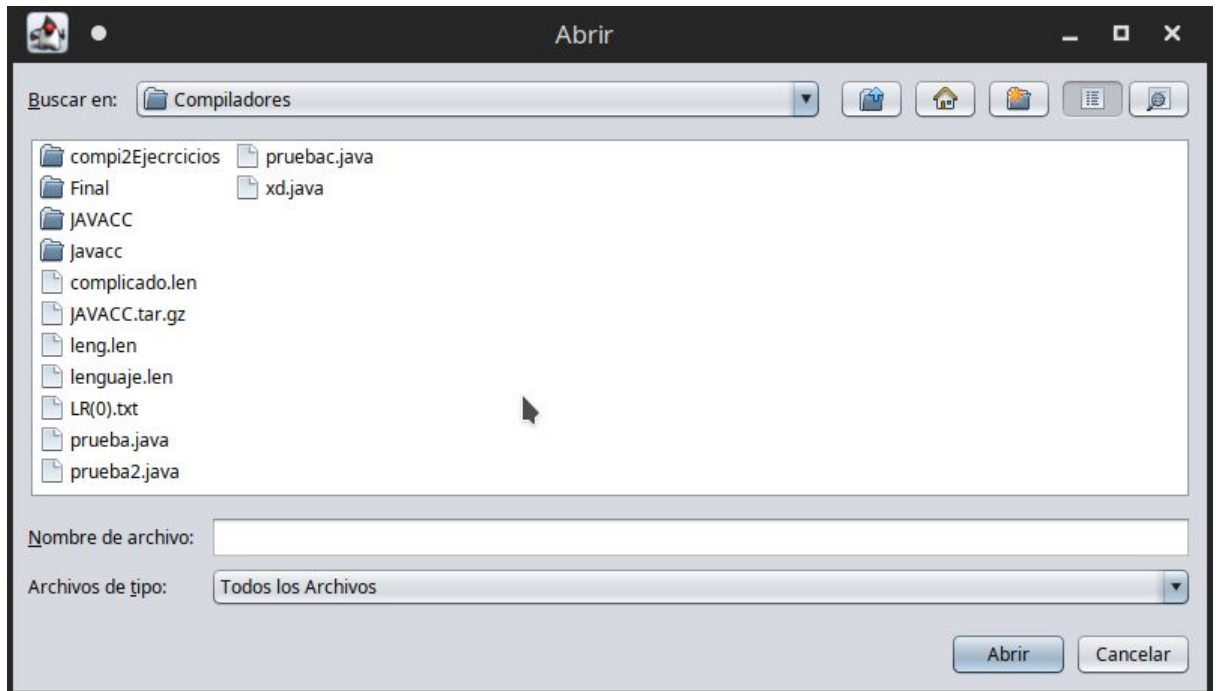 Abrir
Buscar en: Compiladores
compi2Ejecrcicios
Final
JAVACC
Javacc
complicado.len
JAVACC.tar.gz
leng.len
lenguaje.len
LR(0).txt
prueba.java
prueba2.java
pruebac.java
xd.java
Nombre de archivo:
Archivos de tipo: Todos los Archivos
Abrir Cancelar